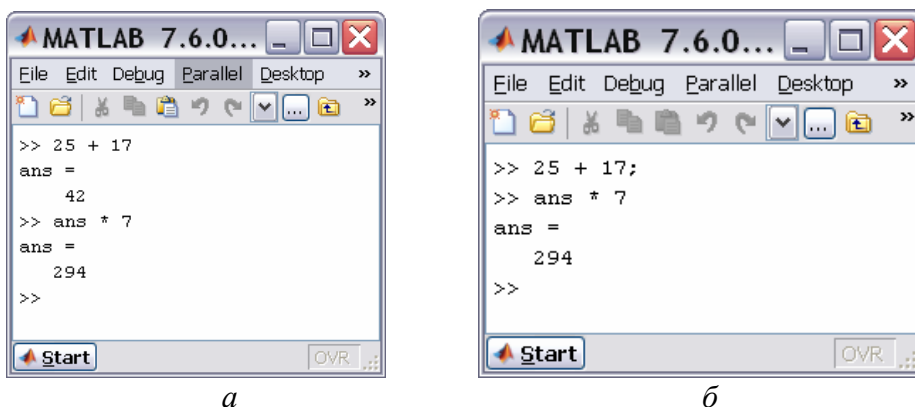 MATLAB 7.6.0...
File Edit Debug Parallel Desktop »
... »
>> 25 + 17
ans =
42
>> ans * 7
ans =
294
>>
Start OVR
а
MATLAB 7.6.0...
File Edit Debug Parallel Desktop »
... »
>> 25 + 17;
>> ans * 7
ans =
294
>>
Start OVR
б